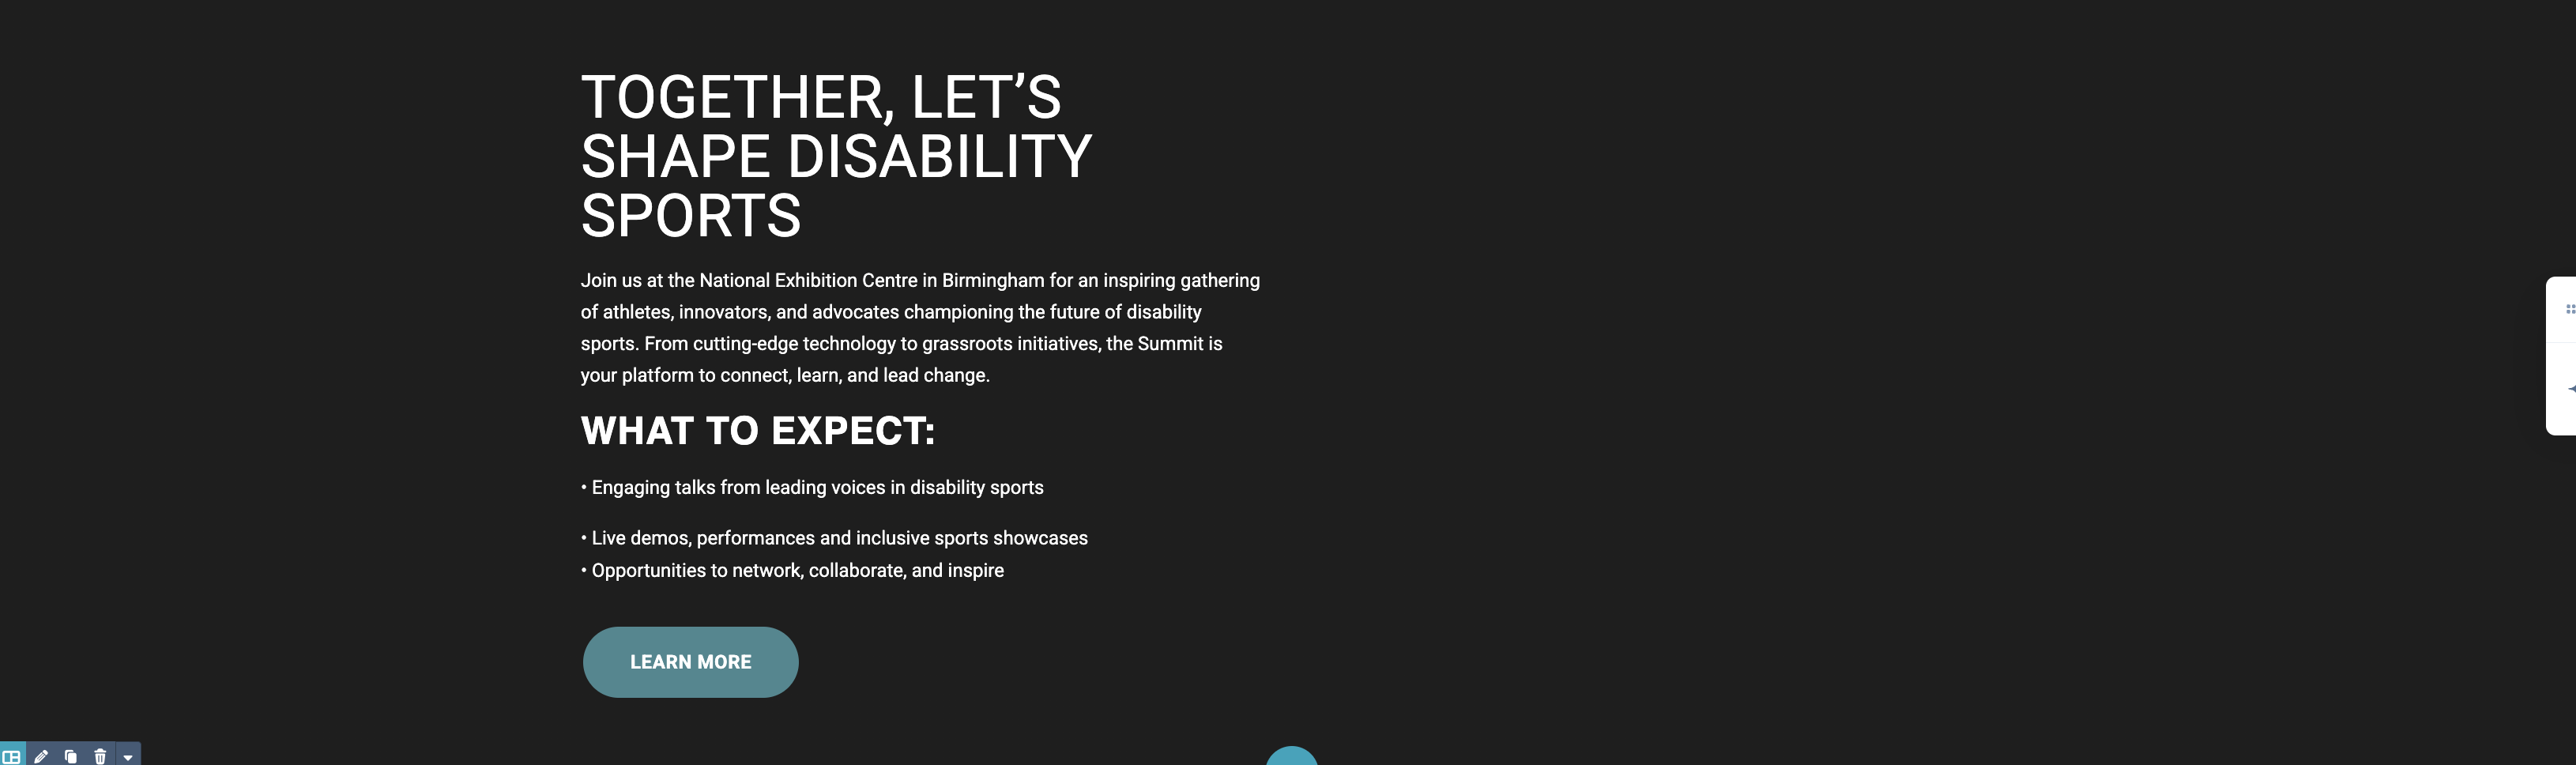 TOGETHER, LET’S
SHAPE DISABILITY
SPORTS
Join us at the National Exhibition Centre in Birmingham for an inspiring gathering
of athletes, innovators, and advocates championing the future of disability
sports. From cutting-edge technology to grassroots initiatives, the Summit is
your platform to connect, learn, and lead change.
WHAT TO EXPECT:
• Engaging talks from leading voices in disability sports
• Live demos, performances and inclusive sports showcases
• Opportunities to network, collaborate, and inspire
LEARN MORE